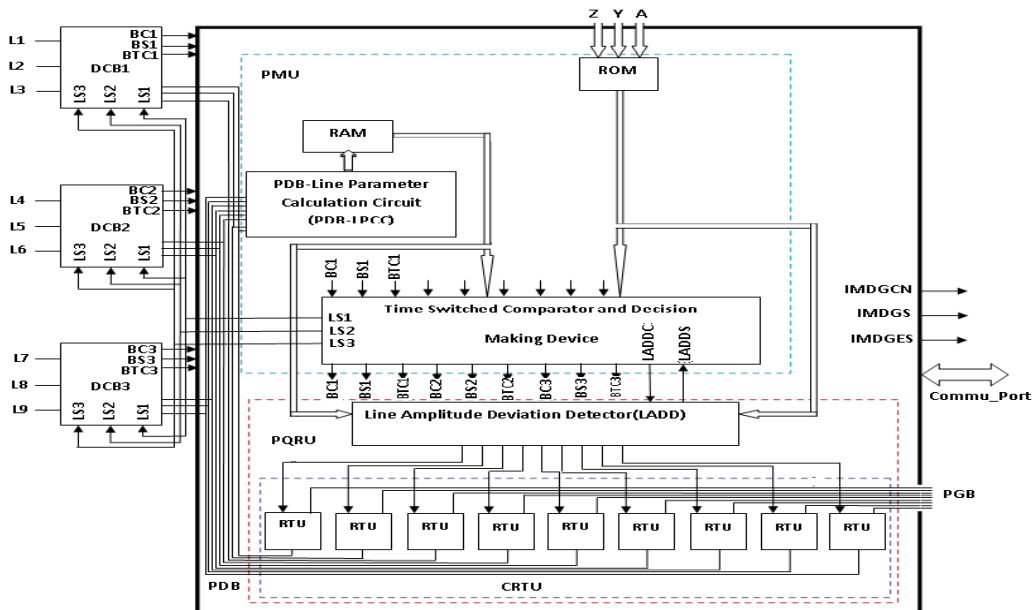 Z Y A
L1
L2
L3
BC1
BS1
BTC1
DCB1
LS3
LS2
LS1
PMU
ROM
RAM
PDB-Line Parameter
Calculation Circuit
(PDB-LPCC)
L4
L5
L6
BC2
BS2
BTC2
DCB2
LS3
LS2
LS1
BC1
BS1
BTC1
LS1
LS2
LS3
Time Switched Comparator and Decision
Making Device
LADDC
LADDS
IMDGCN
IMDGS
IMDGES
Commu_Port
L7
L8
L9
BC3
BS3
BTC3
DCB3
LS3
LS2
LS1
BC1
BS1
BTC1
BC2
BS2
BTC2
BC3
BS3
BTC3
Line Amplitude Deviation Detector(LADD)
PQRU
PGB
RTU RTU RTU RTU RTU RTU RTU RTU RTU
PDB
CRTU